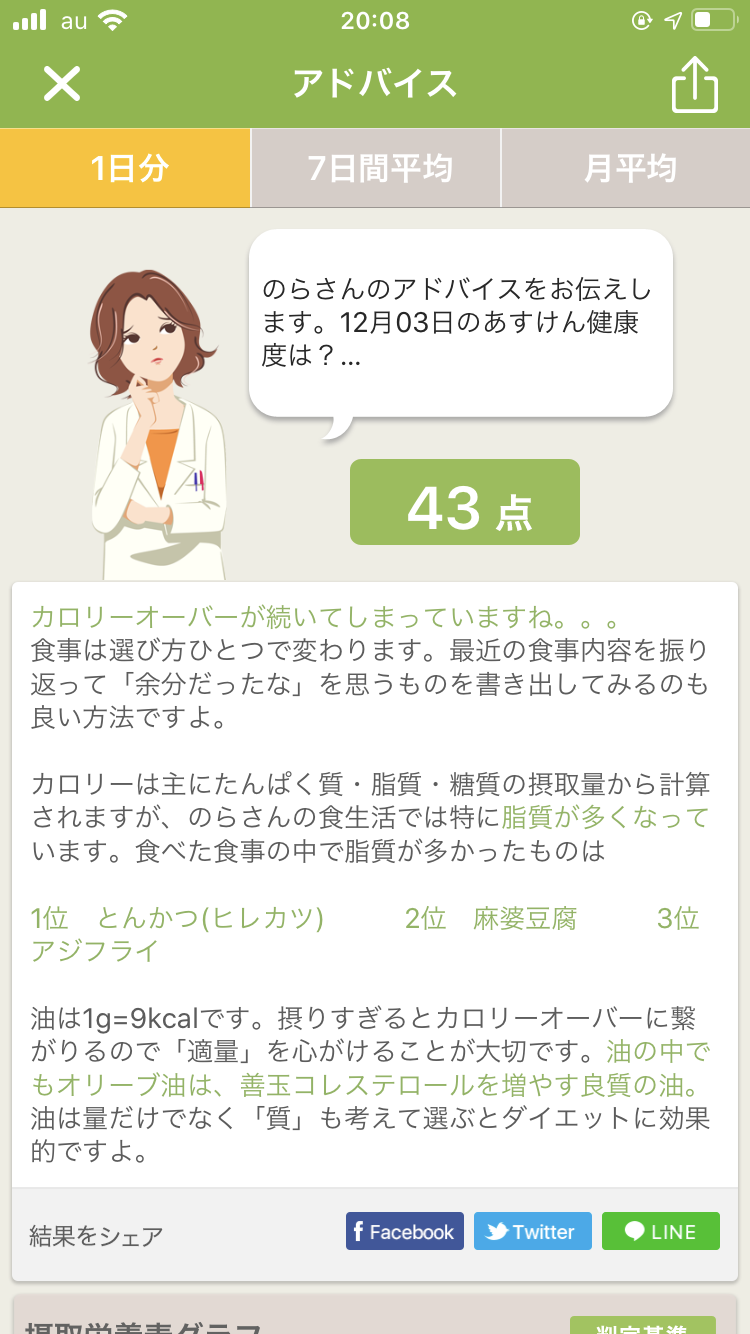 au 20:08
アドバイス
1日分 7日間平均 月平均
のらさんのアドバイスをお伝えし
ます。12月03日のあすけん健康
度は？...
43 点
カロリーオーバーが続いてしまっていますね。。。
食事は選び方ひとつで変わります。最近の食事内容を振り
返って「余分だったな」を思うものを書き出してみるのも
良い方法ですよ。
カロリーは主にたんぱく質・脂質・糖質の摂取量から計算
されますが、のらさんの食生活では特に脂質が多くなって
います。食べた食事の中で脂質が多かったものは
1位　とんかつ(ヒレカツ)　　　2位　麻婆豆腐　　　3位
アジフライ
油は1g=9kcalです。摂りすぎるとカロリーオーバーに繋
がりるので「適量」を心がけることが大切です。油の中で
もオリーブ油は、善玉コレステロールを増やす良質の油。
油は量だけでなく「質」も考えて選ぶとダイエットに効果
的ですよ。
結果をシェア Facebook Twitter LINE
摂取栄養素グラフ 判定基準